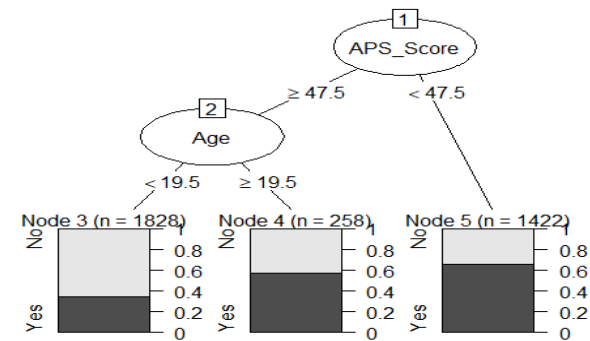 1
APS_Score
≥ 47.5
< 47.5
2
Age
< 19.5
≥ 19.5
Node 3 (n = 1828)
No
Yes
1
0.8
0.6
0.4
0.2
0
Node 4 (n = 258)
No
Yes
1
0.8
0.6
0.4
0.2
0
Node 5 (n = 1422)
No
Yes
1
0.8
0.6
0.4
0.2
0